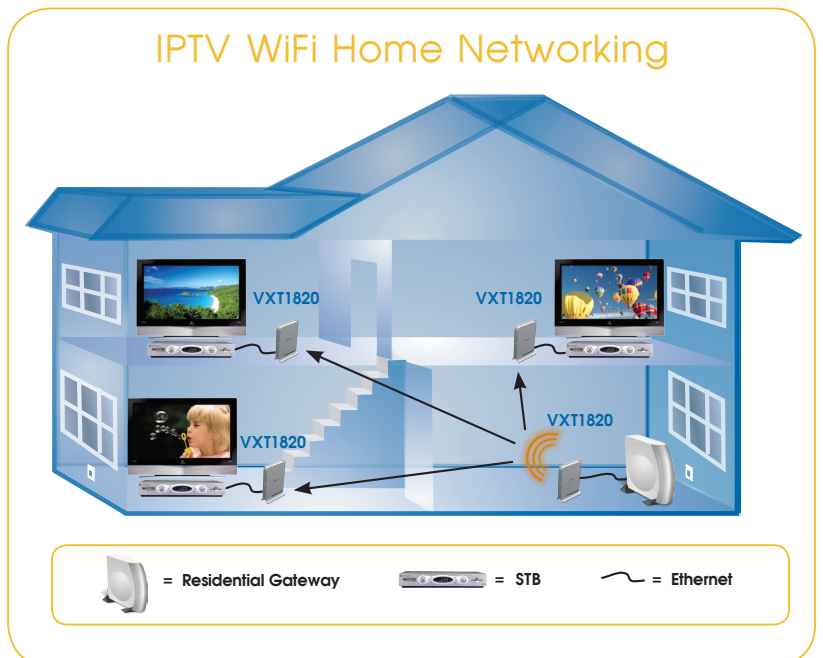 IPTV WiFi Home Networking
VXT1820
VXT1820
VXT1820
VXT1820
= Residential Gateway
= STB
= Ethernet